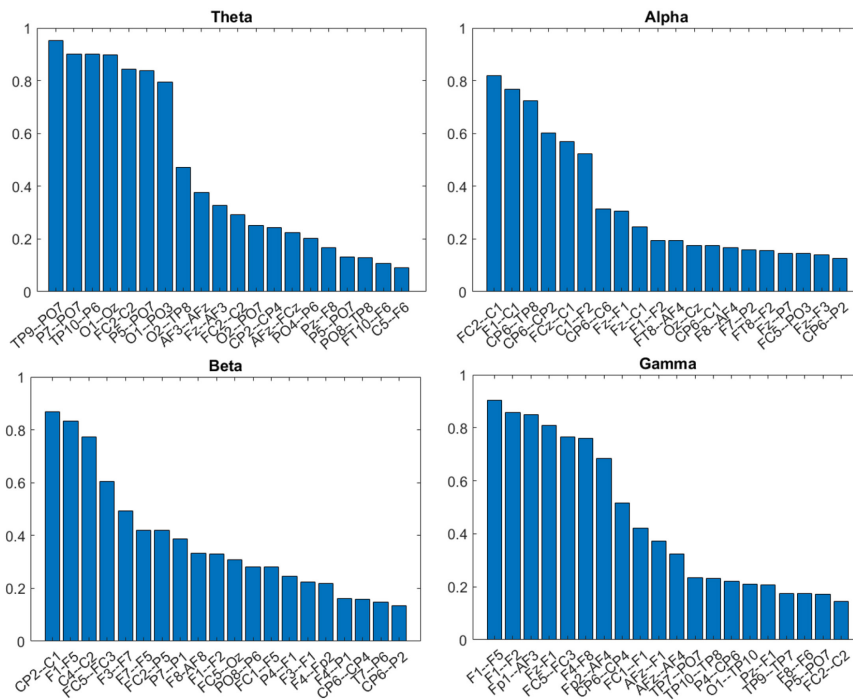 Theta
1
0.8
0.6
0.4
0.2
0
TP9--PO7
P7--PO7
TP10--P6
O1--Oz
FC2--C2
P5--PO7
O1--PO3
O2--TP8
AF3--AFz
Fz--AF3
FC2--C2
O2--PO7
CP2--CP4
AFz--FCz
PO4--P6
Pz--F8
P5--PO7
PO8--TP8
FT10--F6
C5--F6
Alpha
1
0.8
0.6
0.4
0.2
0
FC2--C1
F1--C1
CP6--TP8
CP6--CP2
FCz--C1
C1--F2
CP6--C6
Fz--F1
Fz--C1
F1--F2
FT8--AF4
Oz--Cz
CP6--C1
F8--AF4
F7--P2
FT8--F2
Fz--P7
FC5--PO3
Fz--F3
CP6--P2
Beta
1
0.8
0.6
0.4
0.2
0
CP2--C1
F1--F5
C4--C2
FC5--FC3
F3--F7
F7--F5
FC2--P5
P7--P1
F8--AF8
F1--F2
FC5--Oz
PO8--P6
FC1--F5
P4--F1
F3--F1
F4--Fp2
F4--P1
CP6--CP4
T7--P6
CP6--P2
Gamma
1
0.8
0.6
0.4
0.2
0
F1--F5
F1--F2
Fp1--AF3
Fz--F1
FC5--FC3
F4--F8
Fp2--AF4
CP6--CP4
FC1--F1
AFz--F1
AFz--AF4
P7--PO7
TP10--TP8
P4--CB6
T1--TP10
Pz--F1
TP9--TP7
F8--F6
P5--PO7
FC2--C2